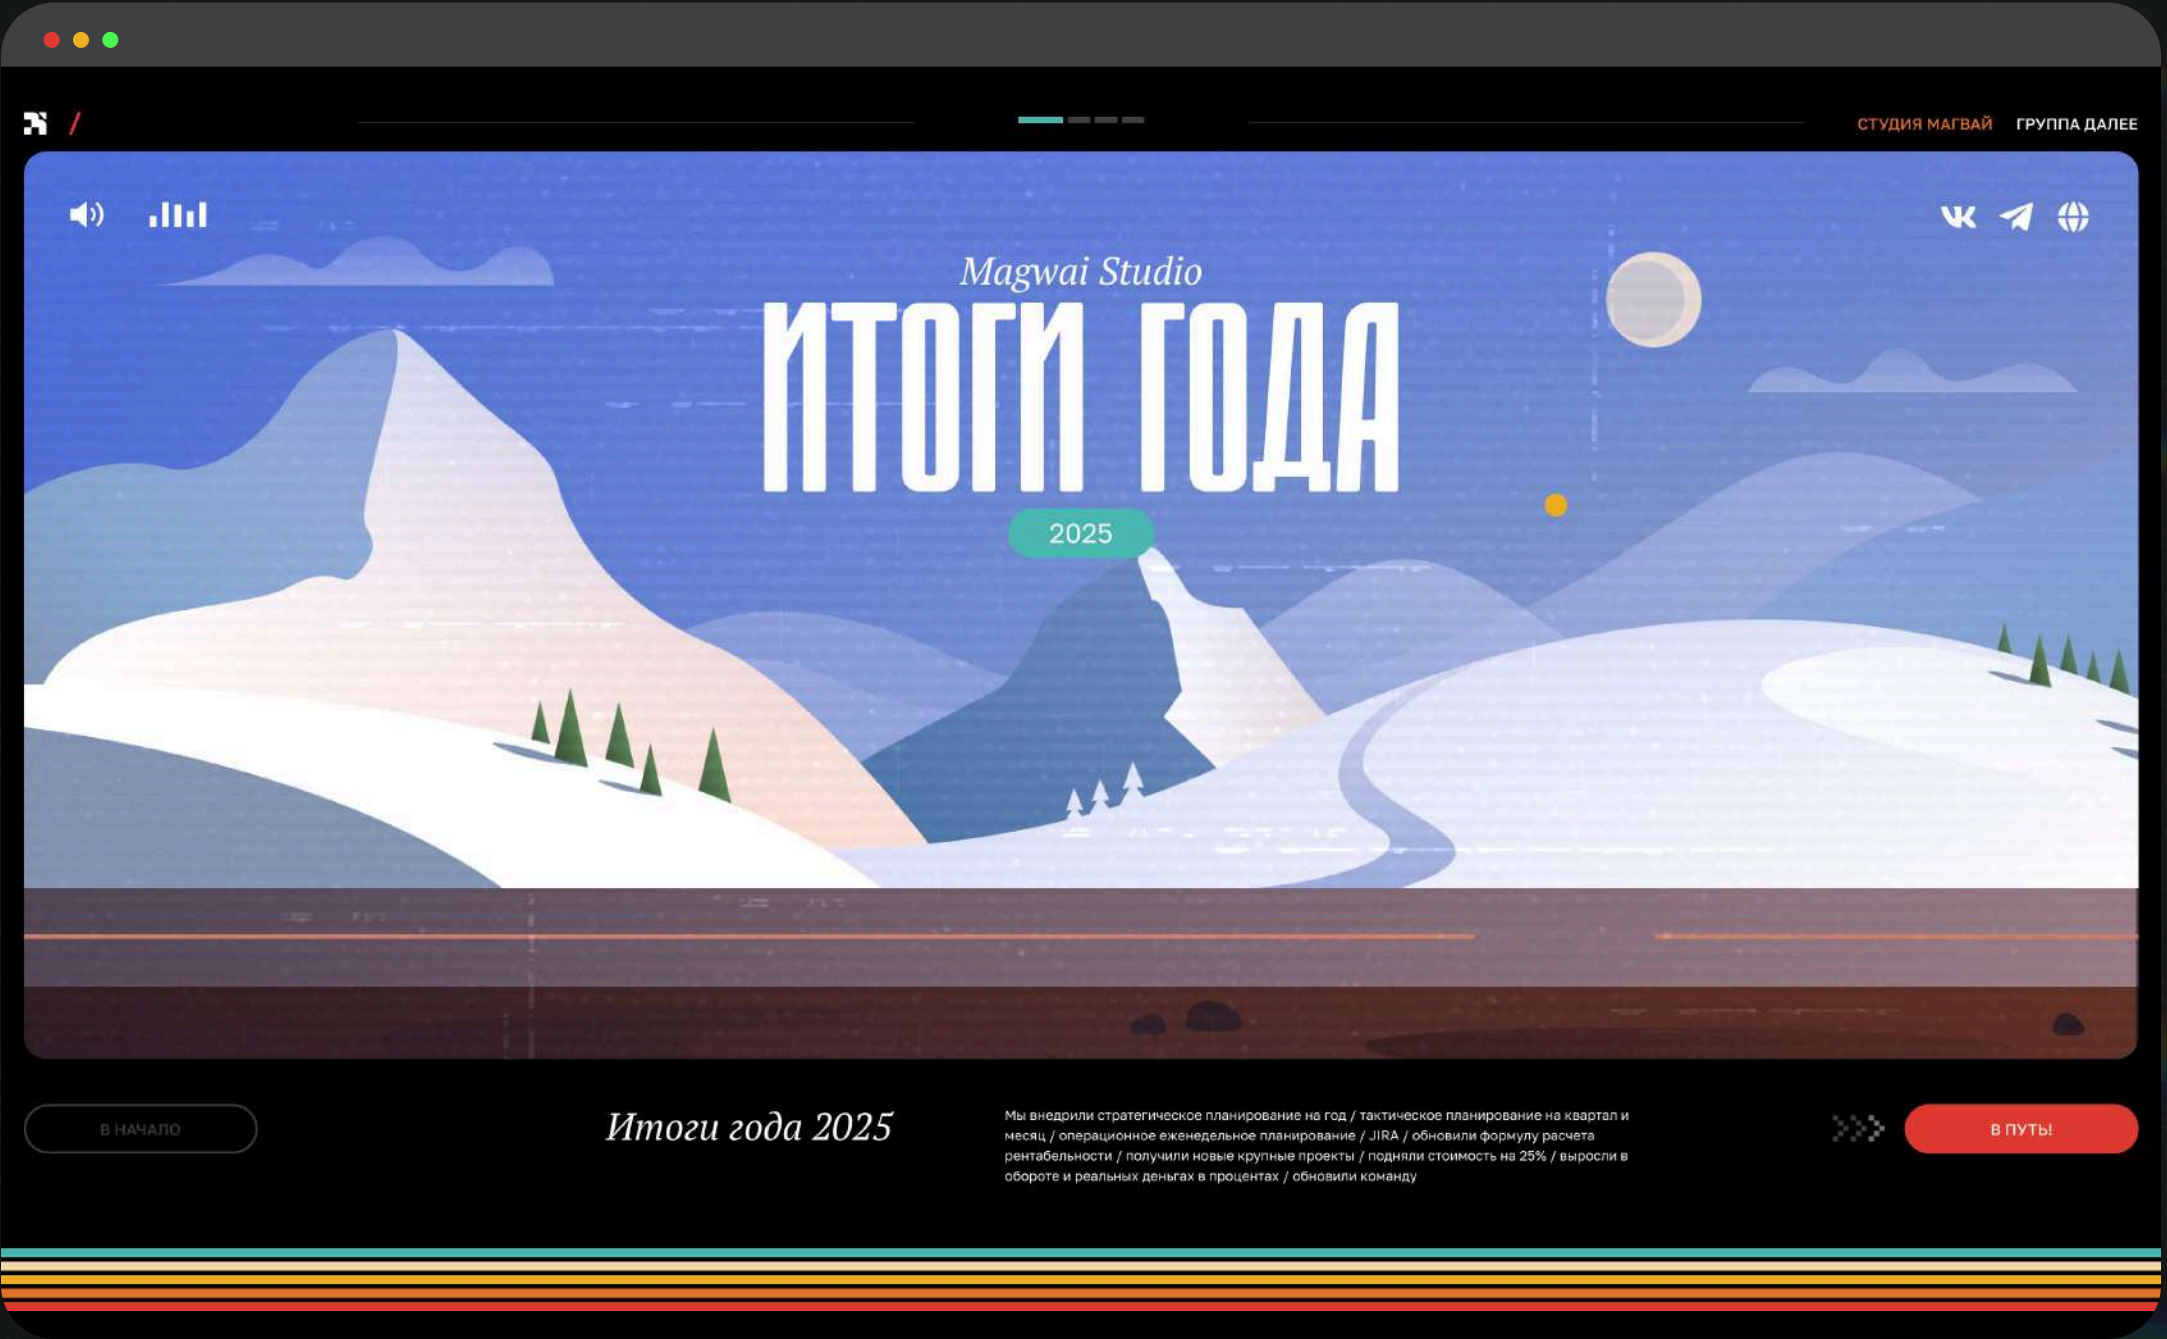 СТУДИЯ МАГВАЙ ГРУППА ДАЛЕЕ
Magwai Studio
ИТОГИ ГОДА
2025
В НАЧАЛО
Итоги года 2025
Мы внедрили стратегическое планирование на год / тактическое планирование на квартал и
месяц / операционное еженедельное планирование / JIRA / обновили формулу расчета
рентабельности / получили новые крупные проекты / подняли стоимость на 25% / выросли в
обороте и реальных деньгах в процентах / обновили команду
В ПУТЬ!